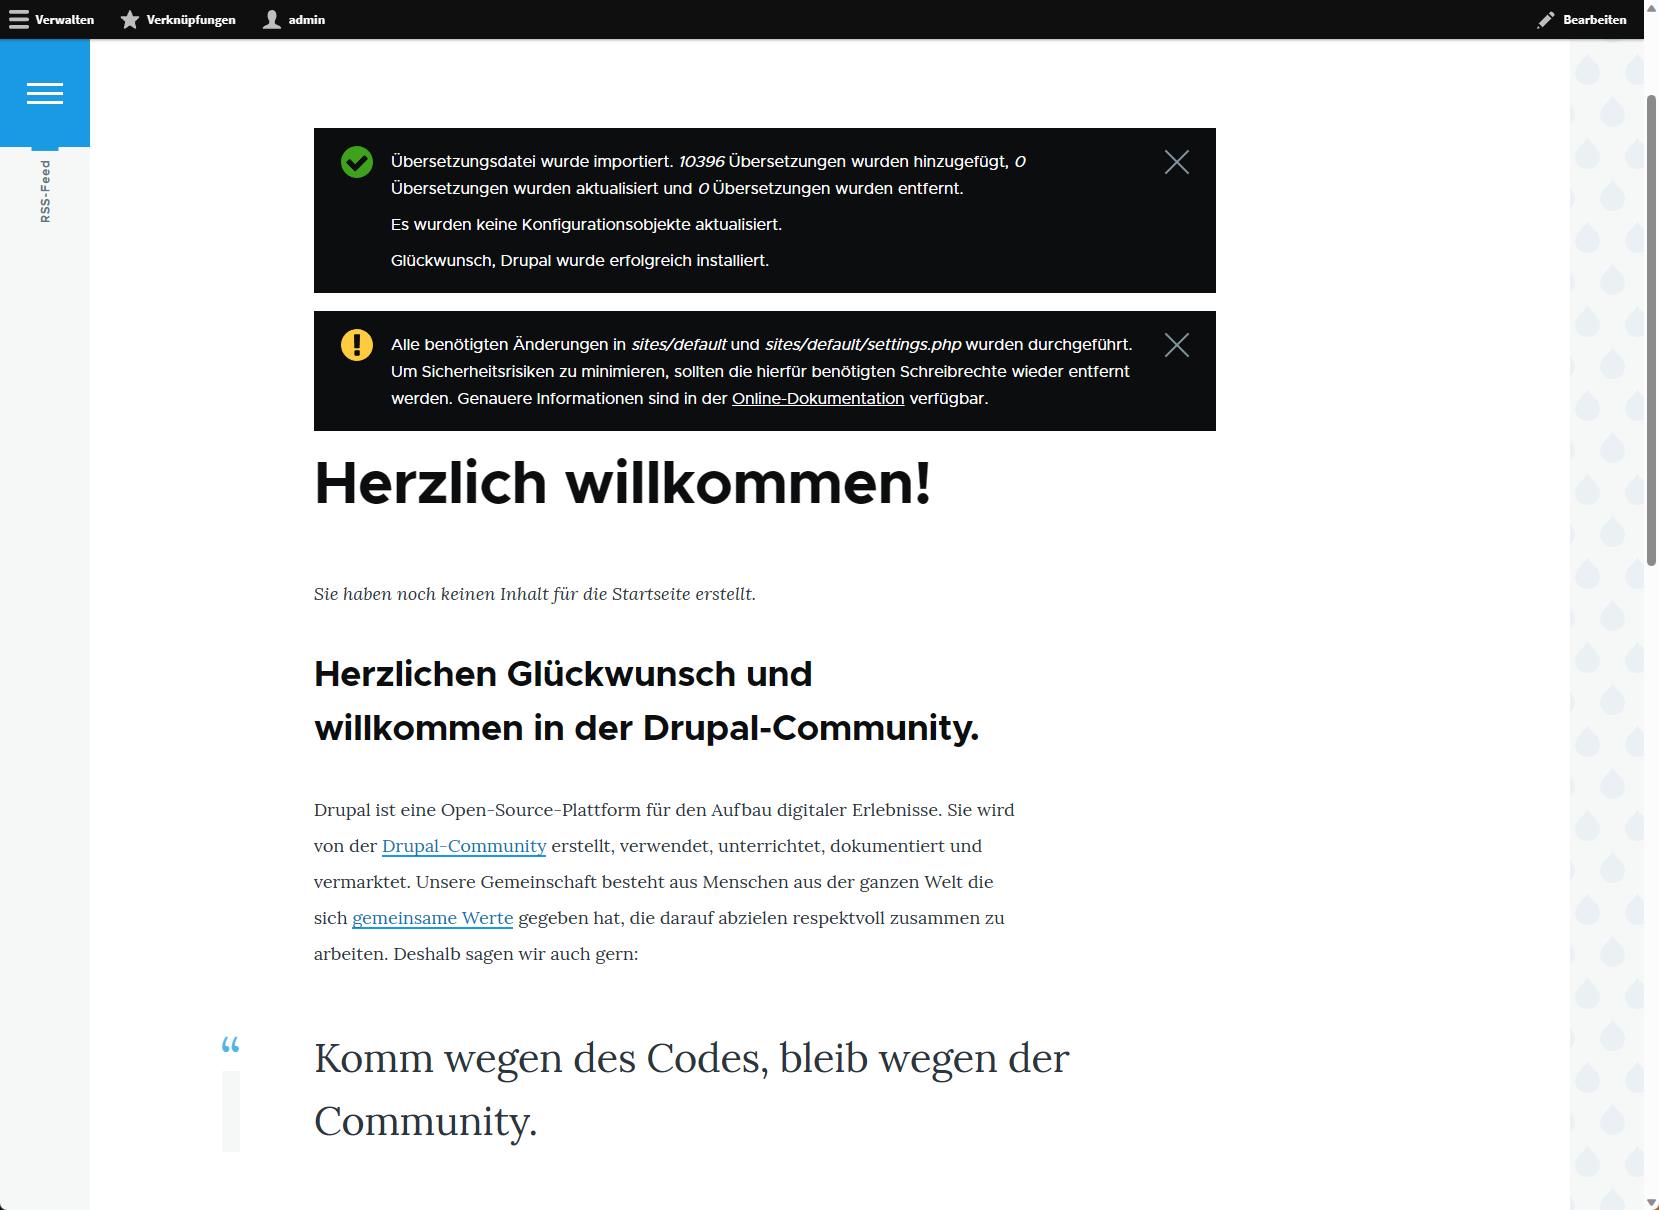 Verwalten Verknüpfungen admin Bearbeiten
RSS-Feed
Übersetzungsdatei wurde importiert. 10396 Übersetzungen wurden hinzugefügt, 0
Übersetzungen wurden aktualisiert und 0 Übersetzungen wurden entfernt.
Es wurden keine Konfigurationsobjekte aktualisiert.
Glückwunsch, Drupal wurde erfolgreich installiert.
Alle benötigten Änderungen in sites/default und sites/default/settings.php wurden durchgeführt.
Um Sicherheitsrisiken zu minimieren, sollten die hierfür benötigten Schreibrechte wieder entfernt
werden. Genauere Informationen sind in der Online-Dokumentation verfügbar.
Herzlich willkommen!
Sie haben noch keinen Inhalt für die Startseite erstellt.
Herzlichen Glückwunsch und
willkommen in der Drupal-Community.
Drupal ist eine Open-Source-Plattform für den Aufbau digitaler Erlebnisse. Sie wird
von der Drupal-Community erstellt, verwendet, unterrichtet, dokumentiert und
vermarktet. Unsere Gemeinschaft besteht aus Menschen aus der ganzen Welt die
sich gemeinsame Werte gegeben hat, die darauf abzielen respektvoll zusammen zu
arbeiten. Deshalb sagen wir auch gern:
“
Komm wegen des Codes, bleib wegen der
Community.